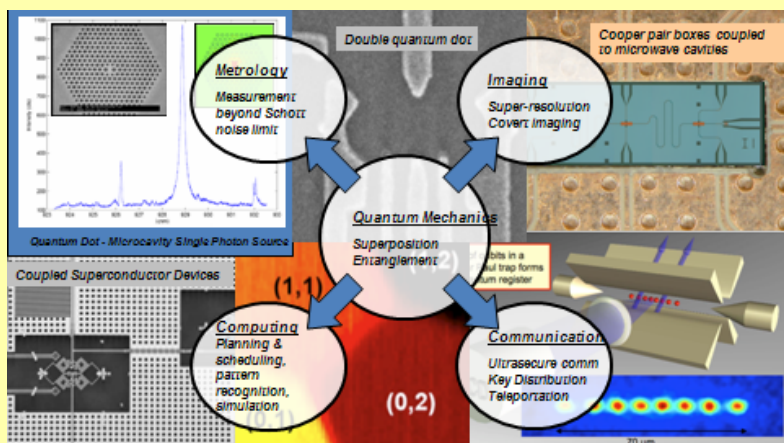 Double quantum dot
Cooper pair boxes coupled
to microwave cavities
Metrology
Measurement
beyond Schott
noise limit
Imaging
Super-resolution
Covert imaging
Quantum Mechanics
Superposition
Entanglement
Quantum Dot - Microcavity Single Photon Source
Coupled Superconductor Devices
(1,1)
register
Computing
Planning &
scheduling,
pattern
recognition,
simulation
Communication
Ultrasecure comm
Key Distribution
Teleportation
(0,2)